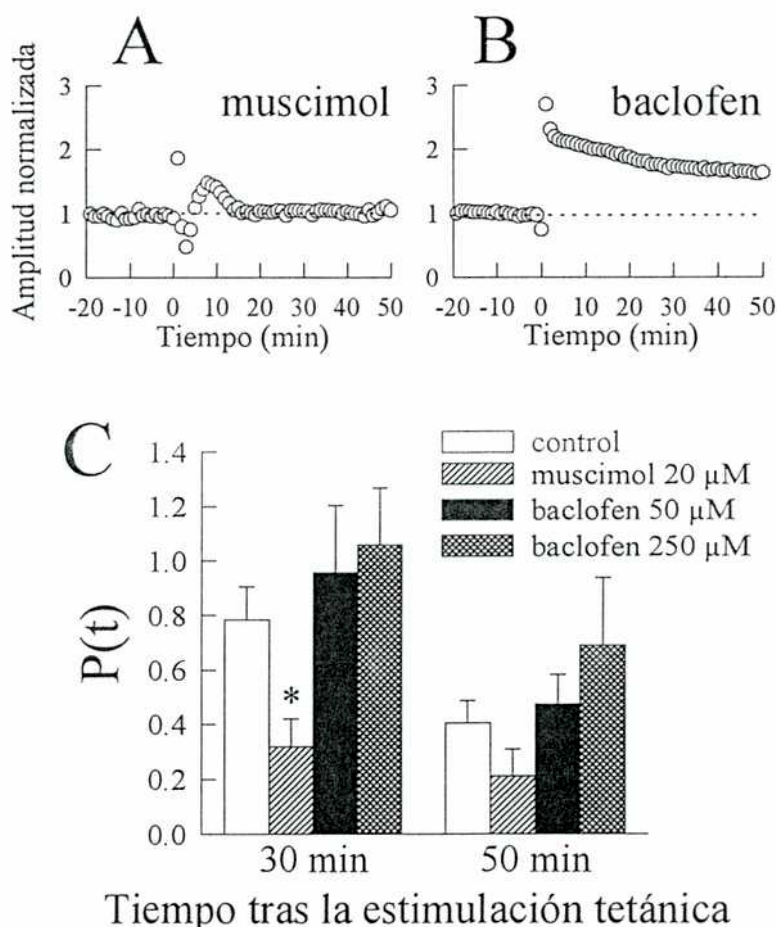 A
B
Amplitud normalizada
3
2
1
0
muscimol
-20 -10 0 10 20 30 40 50
Tiempo (min)
3
2
1
0
baclofen
-20 -10 0 10 20 30 40 50
Tiempo (min)
C
P(t)
1.4
1.2
1.0
0.8
0.6
0.4
0.2
0.0
control
muscimol 20 µM
baclofen 50 µM
baclofen 250 µM
*
30 min
50 min
Tiempo tras la estimulación tetánica